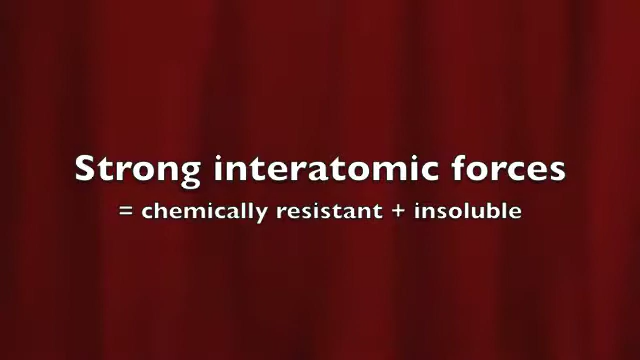 Strong interatomic forces
= chemically resistant + insoluble